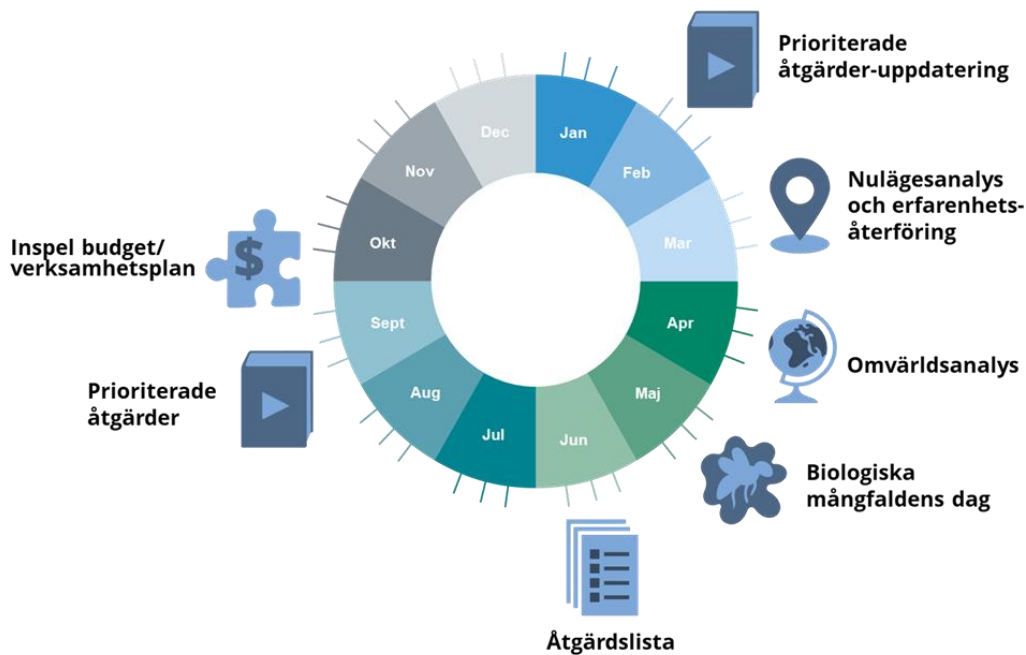 Prioriterade
åtgärder-uppdatering
Jan
Feb
Mar
Apr
Maj
Jun
Jul
Aug
Sept
Okt
Nov
Dec
Nulägesanalys
och erfarenhets-
återföring
Omvärldsanalys
Biologiska
mångfaldens dag
Åtgärdslista
Prioriterade
åtgärder
Inspel budget/
verksamhetsplan
$